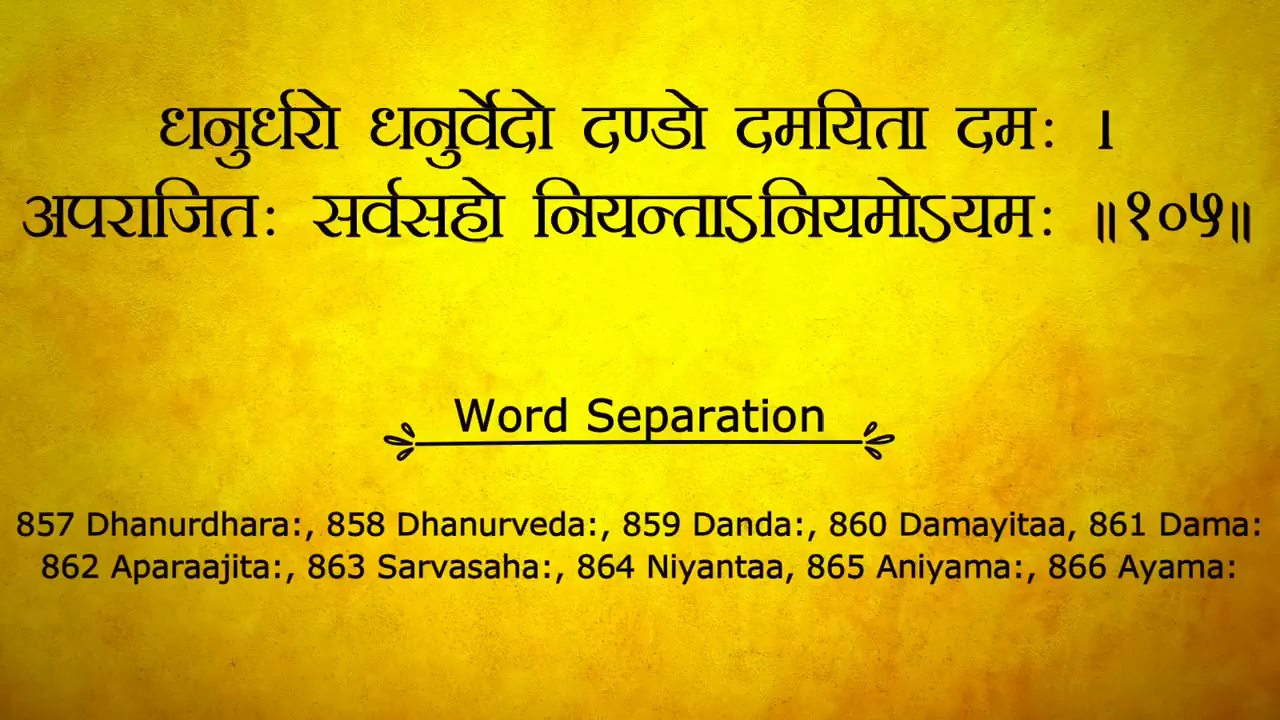 धनुर्धरो धनुर्वेदो दण्डो दमयिता दमः ।
अपराजितः सर्वसहो नियन्ताऽनियमोऽयमः ॥१०५॥
Word Separation
857 Dhanurdhara:, 858 Dhanurveda:, 859 Danda:, 860 Damayitaa, 861 Dama:
862 Aparaajita:, 863 Sarvasaha:, 864 Niyantaa, 865 Aniyama:, 866 Ayama: